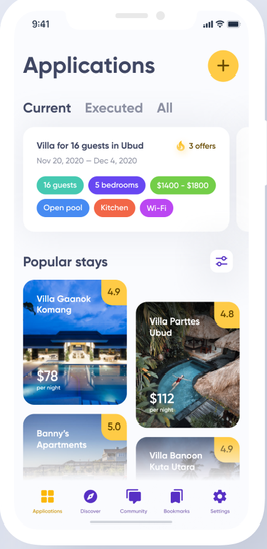 9:41
Applications
Current Executed All
Villa for 16 guests in Ubud
3 offers
Nov 20, 2020 — Dec 4, 2020
16 guests
5 bedrooms
$1400 - $1800
Open pool
Kitchen
Wi-Fi
Popular stays
4.9
Villa Gaanok
Komang
$78
per night
4.8
Villa Parttes
Ubud
$112
per night
5.0
Banny's
Apartments
4.9
Villa Banoon
Kuta Utara
Applications
Discover
Community
Bookmarks
Settings